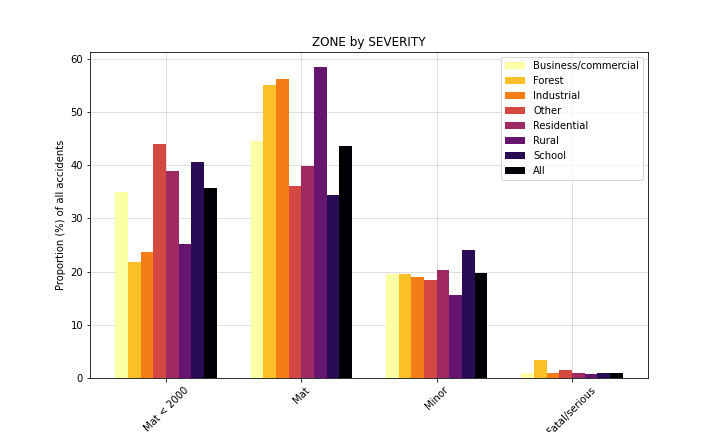 ZONE by SEVERITY
Proportion (%) of all accidents
60
50
40
30
20
10
0
Business/commercial
Forest
Industrial
Other
Residential
Rural
School
All
Mat < 2000
Mat
Minor
Fatal/serious